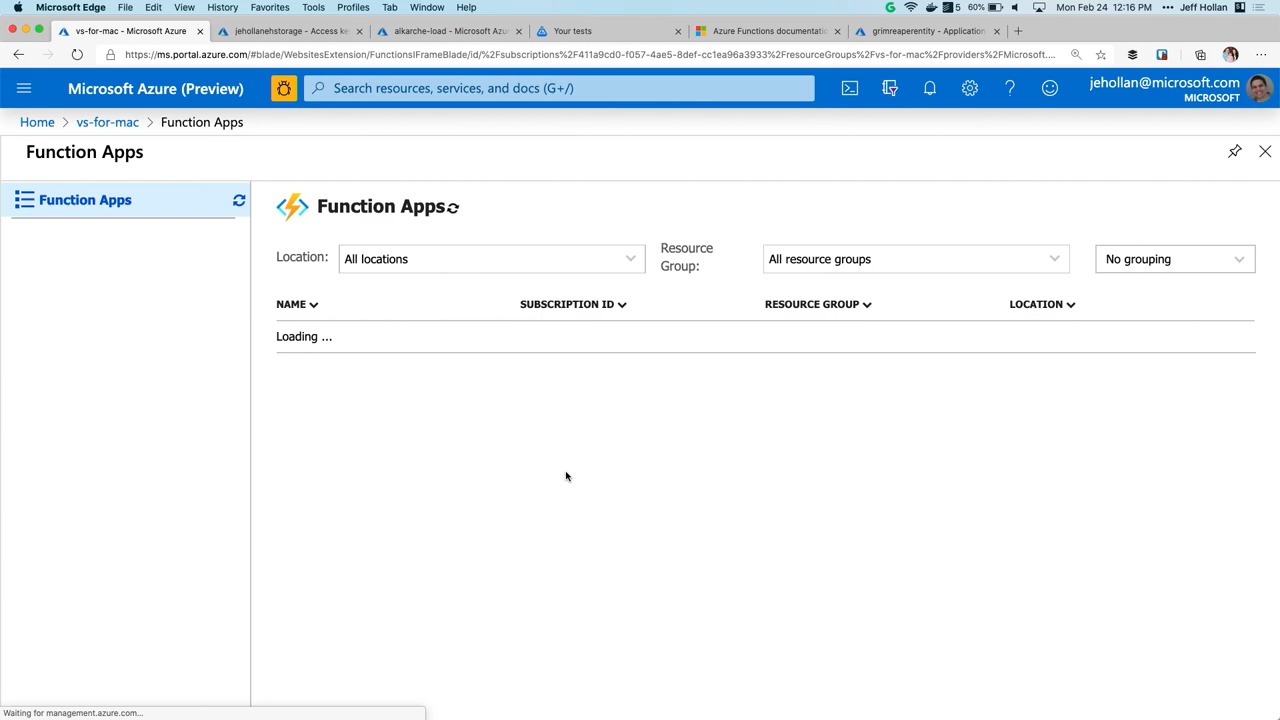 Microsoft Edge File Edit View History Favorites Tools Profiles Tab Window Help 5 60% Mon Feb 24 12:16 PM Jeff Hollan
vs-for-mac - Microsoft Azure jehollanehstorage - Access ke alkarche-load - Microsoft Azu Your tests Azure Functions documentatio grimreaperentity - Application
https://ms.portal.azure.com/#blade/WebsitesExtension/FunctionsIFrameBlade/id/%2Fsubscriptions%2F411a9cd0-f057-4ae5-8def-cc1ea96a3933%2FresourceGroups%2Fvs-for-mac%2Fproviders%2FMicrosoft....
Microsoft Azure (Preview) Search resources, services, and docs (G+/) jehollan@microsoft.com
MICROSOFT
Home > vs-for-mac > Function Apps
Function Apps
Function Apps
Function Apps
Location: All locations Resource Group: All resource groups No grouping
NAME SUBSCRIPTION ID RESOURCE GROUP LOCATION
Loading ...
Waiting for management.azure.com...